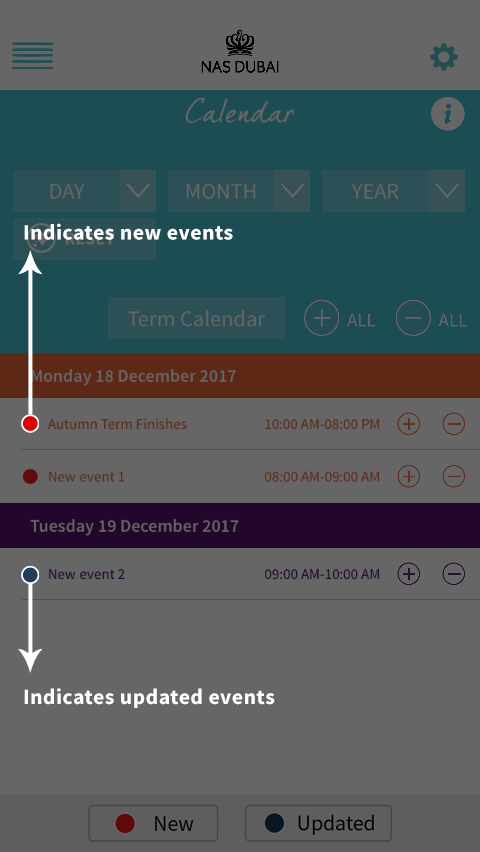 NAS DUBAI
Calendar
DAY MONTH YEAR
RESET
Indicates new events
Term Calendar ALL ALL
Monday 18 December 2017
Autumn Term Finishes 10:00 AM-08:00 PM
New event 1 08:00 AM-09:00 AM
Tuesday 19 December 2017
New event 2 09:00 AM-10:00 AM
Indicates updated events
New Updated